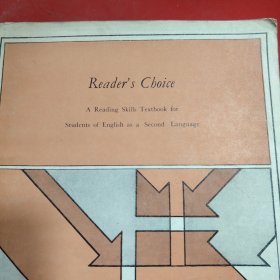 Reader's Choice
A Reading Skills Textbook for
Students of English as a Second Language